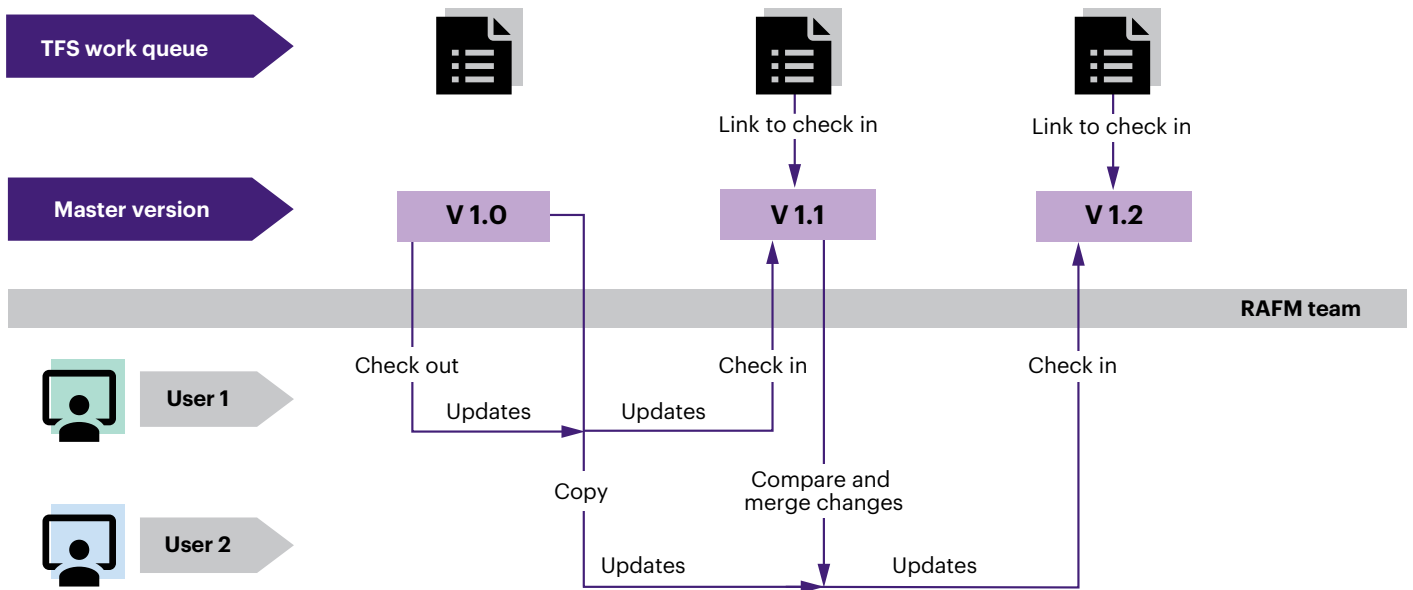 TFS work queue
Link to check in
Link to check in
Master version
V 1.0
V 1.1
V 1.2
RAFM team
Check out
Check in
Check in
User 1
Updates
Updates
Copy
Compare and
merge changes
User 2
Updates
Updates